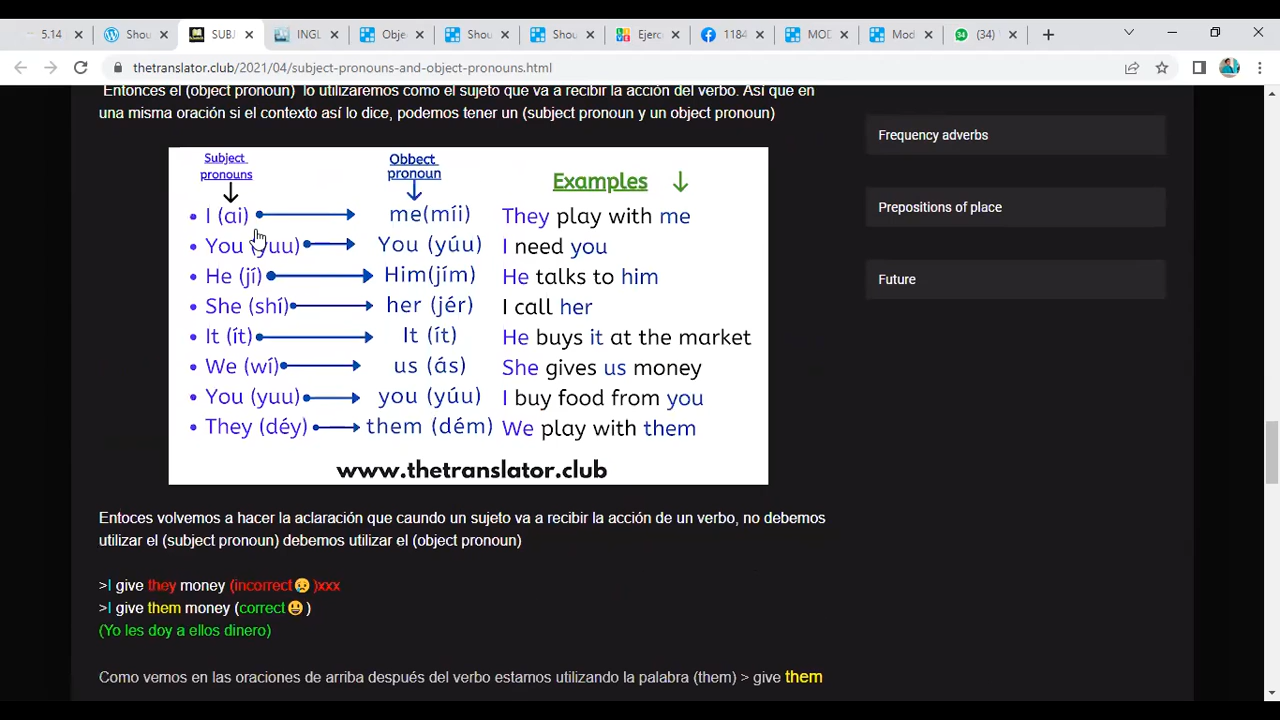 5.14
Shou
SUBJ
INGL
Obje
Shou
Shou
Ejerc
1184
MOD
Mod
(34) V
thetranslator.club/2021/04/subject-pronouns-and-object-pronouns.html
Entonces el (object pronoun) lo utilizaremos como el sujeto que va a recibir la acción del verbo. Así que en
una misma oración si el contexto así lo dice, podemos tener un (subject pronoun y un object pronoun)
Frequency adverbs
Prepositions of place
Future
Subject
pronouns
Obbect
pronoun
Examples
• I (ai) me(míi) They play with me
• You (yuu) You (yúu) I need you
• He (jí) Him(jím) He talks to him
• She (shí) her (jér) I call her
• It (ít) It (ít) He buys it at the market
• We (wí) us (ás) She gives us money
• You (yuu) you (yúu) I buy food from you
• They (déy) them (dém) We play with them
www.thetranslator.club
Entoces volvemos a hacer la aclaración que caundo un sujeto va a recibir la acción de un verbo, no debemos
utilizar el (subject pronoun) debemos utilizar el (object pronoun)
>I give they money (incorrect😥)xxx
>I give them money (correct😀)
(Yo les doy a ellos dinero)
Como vemos en las oraciones de arriba después del verbo estamos utilizando la palabra (them) > give them